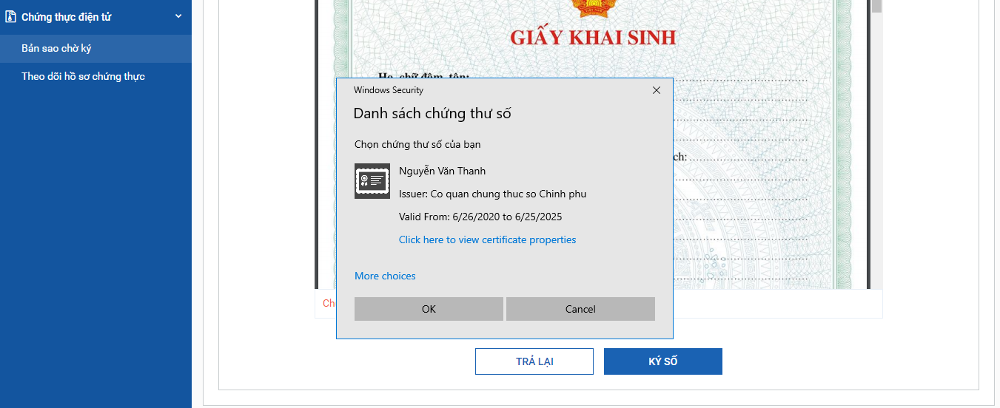 Chứng thực điện tử
Bản sao chờ ký
Theo dõi hồ sơ chứng thực
GIẤY KHAI SINH
Họ, chữ đệm, tên:
Windows Security
Danh sách chứng thư số
Chọn chứng thư số của bạn
Nguyễn Văn Thanh
Issuer: Co quan chung thuc so Chinh phu
Valid From: 6/26/2020 to 6/25/2025
Click here to view certificate properties
More choices
OK
Cancel
ch:
Ch
TRẢ LẠI
KÝ SỐ